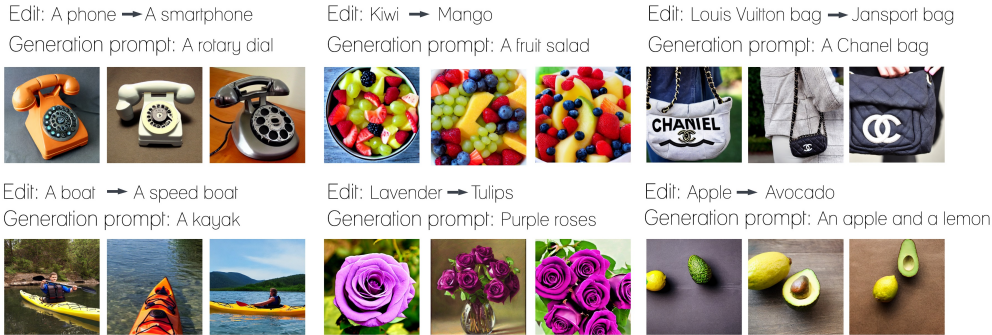 Edit: A phone → A smartphone
Generation prompt: A rotary dial
Edit: Kiwi → Mango
Generation prompt: A fruit salad
Edit: Louis Vuitton bag → Jansport bag
Generation prompt: A Chanel bag
CHANIEL
Edit: A boat → A speed boat
Generation prompt: A kayak
Edit: Lavender → Tulips
Generation prompt: Purple roses
Edit: Apple → Avocado
Generation prompt: An apple and a lemon